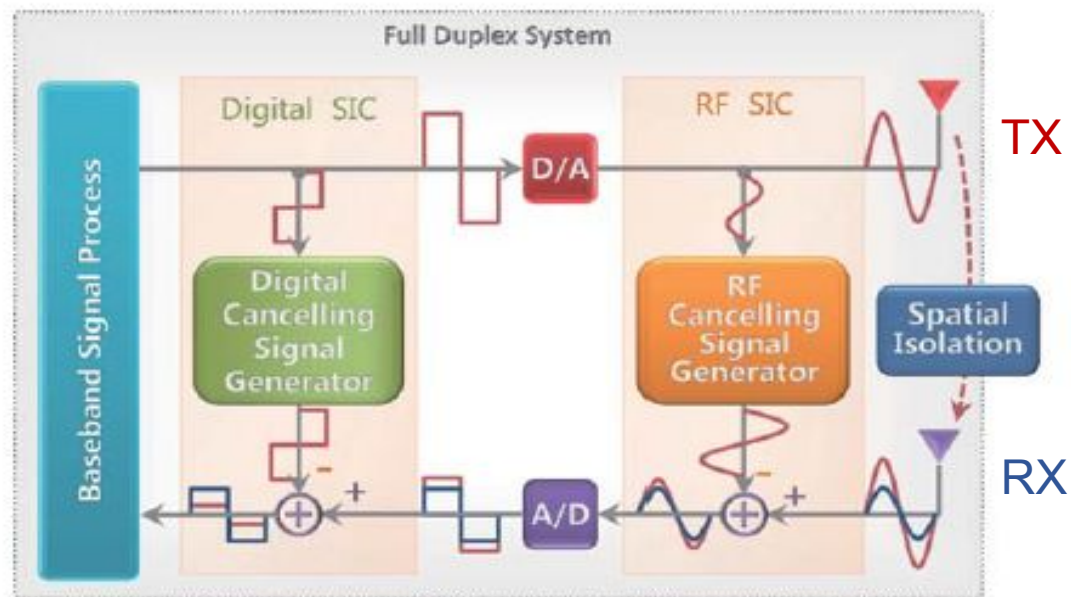 Full Duplex System
Digital SIC
RF SIC
TX
D/A
Baseband Signal Process
Digital
Cancelling
Signal
Generator
RF
Cancelling
Signal
Generator
Spatial
Isolation
-
+
-
+
RX
+
A/D
+